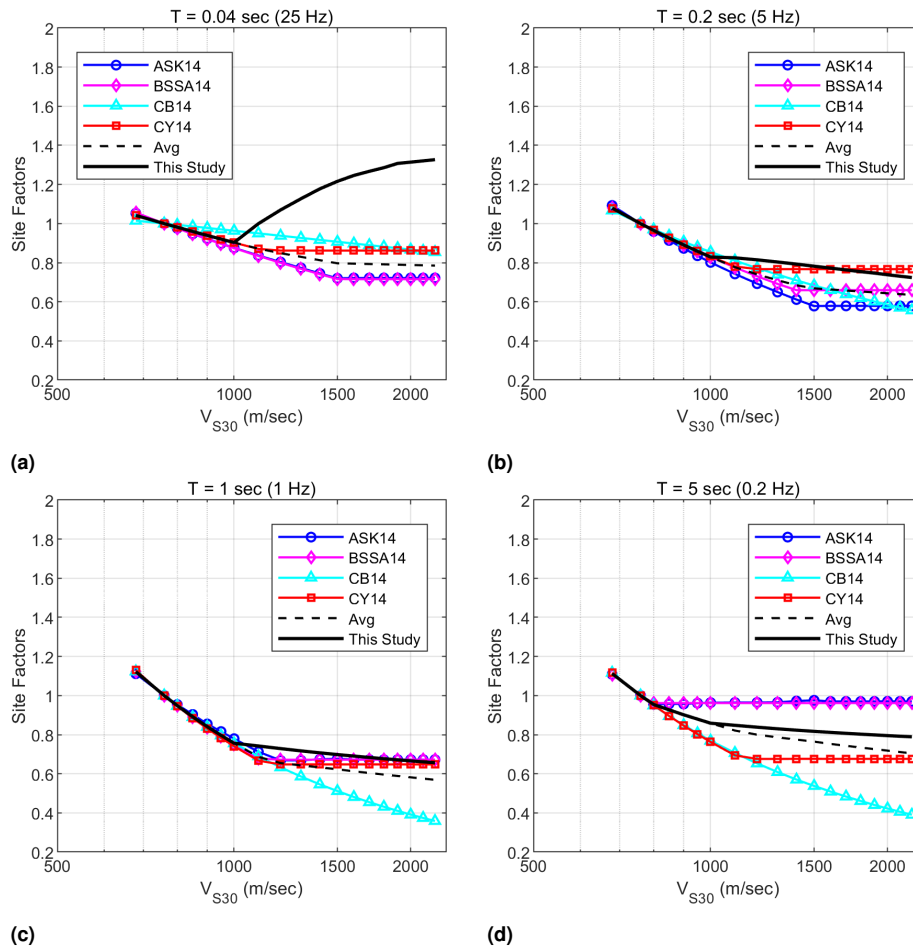 T = 0.04 sec (25 Hz)
2
1.8
1.6
1.4
1.2
1
0.8
0.6
0.4
0.2
Site Factors
ASK14
BSSA14
CB14
CY14
Avg
This Study
500
1000
1500
2000
V_S30 (m/sec)
(a)
T = 0.2 sec (5 Hz)
2
1.8
1.6
1.4
1.2
1
0.8
0.6
0.4
0.2
Site Factors
ASK14
BSSA14
CB14
CY14
Avg
This Study
500
1000
1500
2000
V_S30 (m/sec)
(b)
T = 1 sec (1 Hz)
2
1.8
1.6
1.4
1.2
1
0.8
0.6
0.4
0.2
Site Factors
ASK14
BSSA14
CB14
CY14
Avg
This Study
500
1000
1500
2000
V_S30 (m/sec)
(c)
T = 5 sec (0.2 Hz)
2
1.8
1.6
1.4
1.2
1
0.8
0.6
0.4
0.2
Site Factors
ASK14
BSSA14
CB14
CY14
Avg
This Study
500
1000
1500
2000
V_S30 (m/sec)
(d)